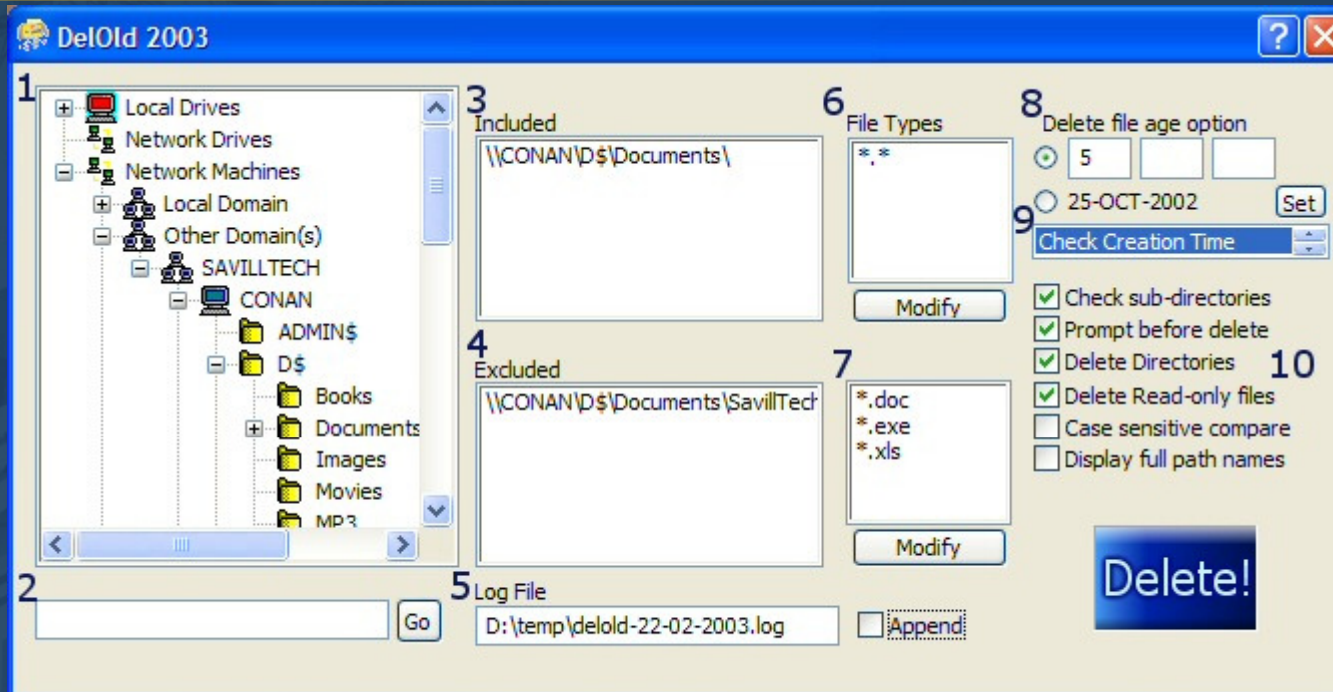 DelOld 2003
1
Local Drives
Network Drives
Network Machines
Local Domain
Other Domain(s)
SAVILLTECH
CONAN
ADMIN$
D$
Books
Documents
Images
Movies
MP3
2
Go
3
Included
\\CONAN\D$\Documents\
4
Excluded
\\CONAN\D$\Documents\SavillTech
5
Log File
D:\temp\delold-22-02-2003.log
Append
6
File Types
*.*
Modify
7
*.doc
*.exe
*.xls
Modify
8
Delete file age option
5
25-OCT-2002
Set
9
Check Creation Time
Check sub-directories
Prompt before delete
Delete Directories
10
Delete Read-only files
Case sensitive compare
Display full path names
Delete!